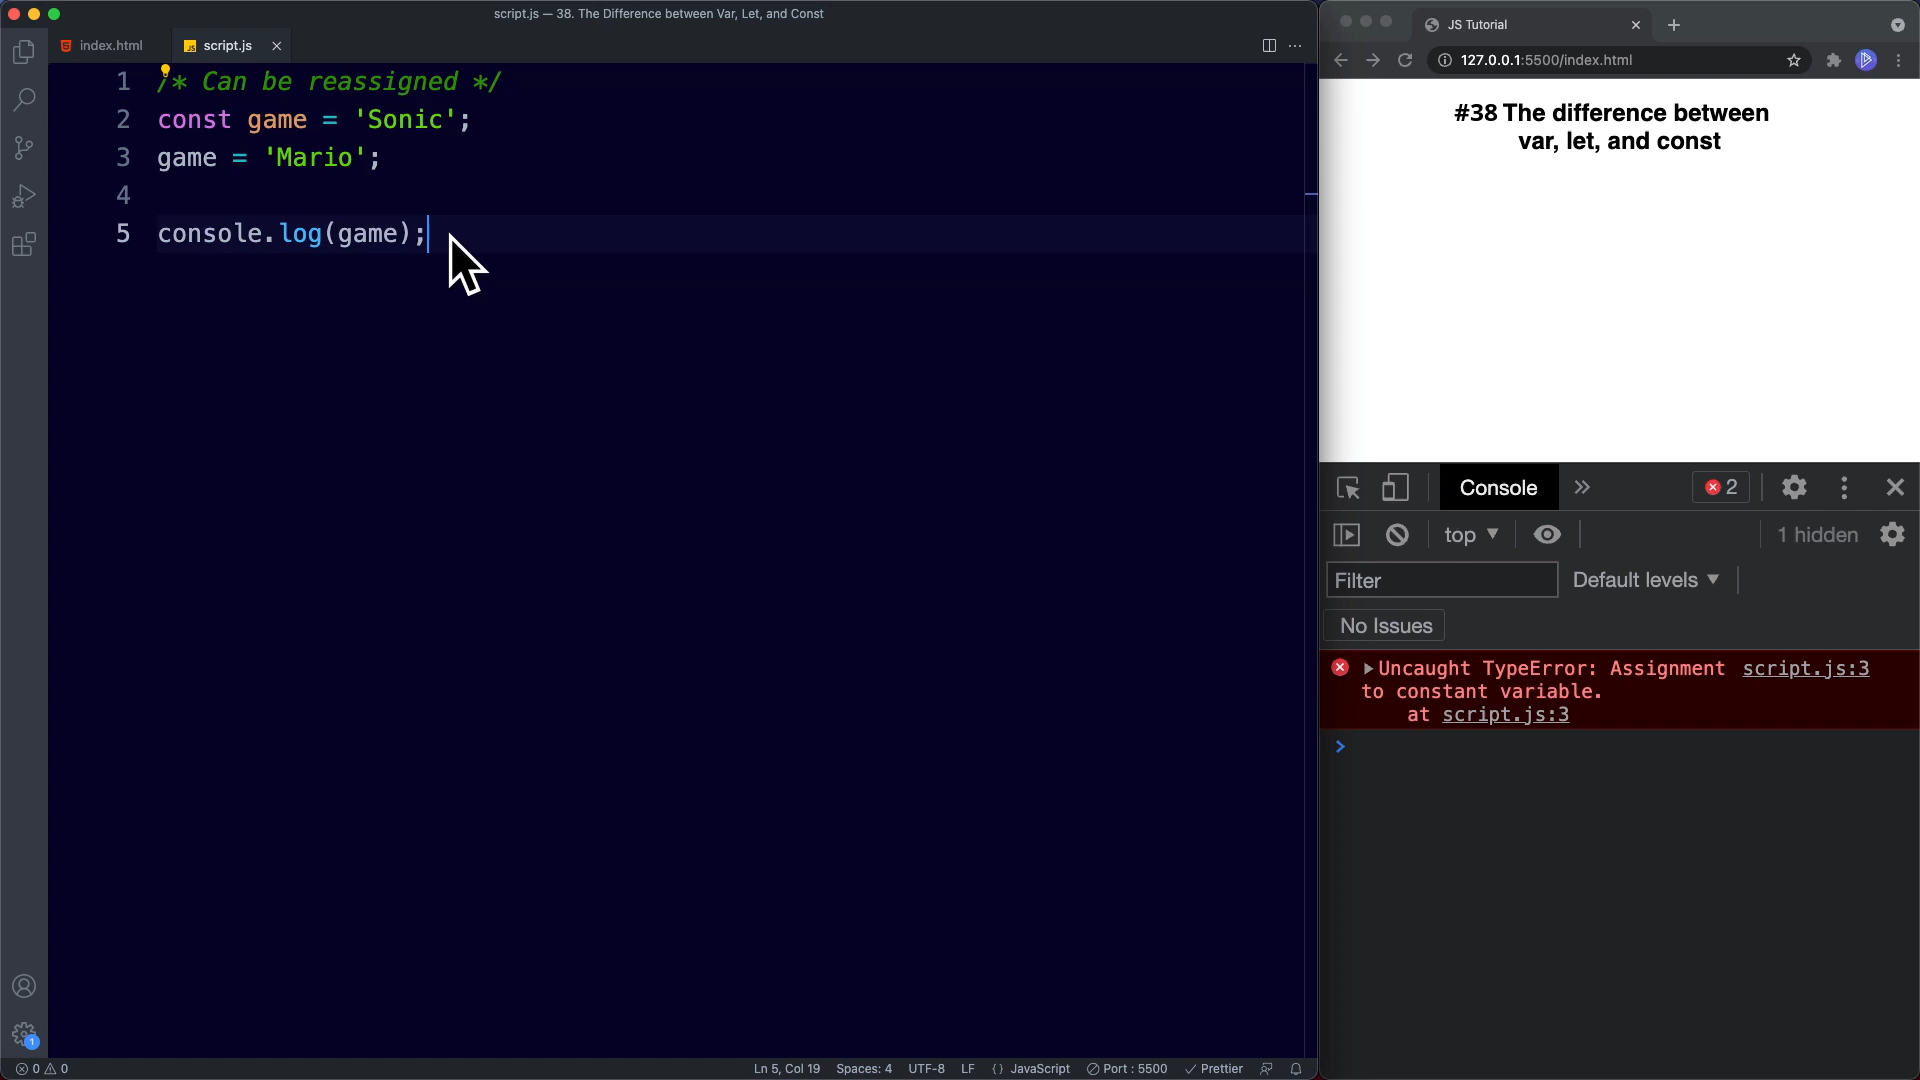 script.js — 38. The Difference between Var, Let, and Const
index.html
JS script.js
1 /* Can be reassigned */
2 const game = 'Sonic';
3 game = 'Mario';
4
5 console.log(game);
1
0 0
Ln 5, Col 19 Spaces: 4 UTF-8 LF {} JavaScript Port : 5500 Prettier
JS Tutorial
127.0.0.1:5500/index.html
#38 The difference between
var, let, and const
Console
2
top
1 hidden
Filter
Default levels
No Issues
Uncaught TypeError: Assignment script.js:3
to constant variable.
at script.js:3